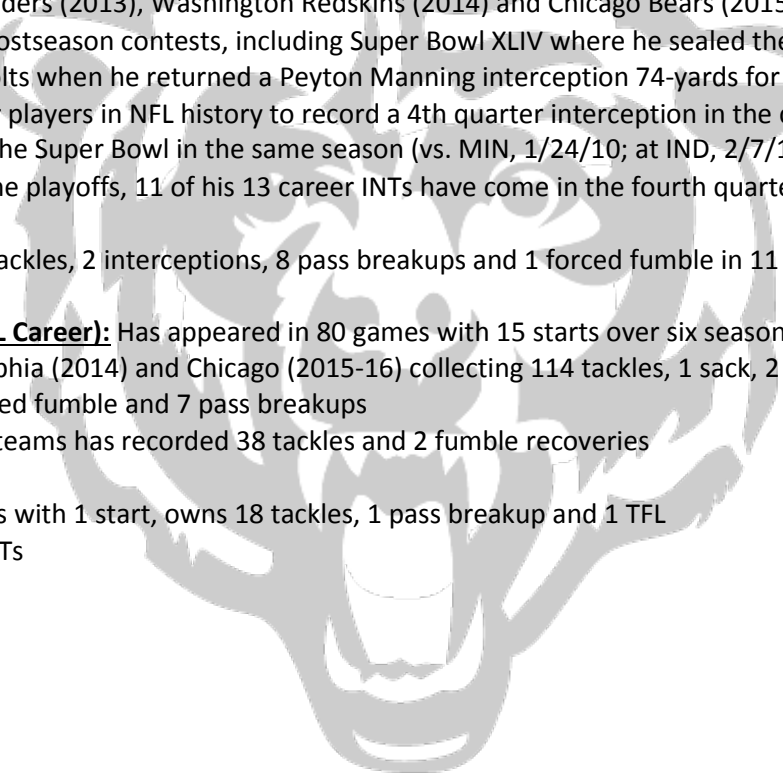 ders (2013), Washington Redskins (2014) and Chicago Bears (2015
ostseason contests, including Super Bowl XLIV where he sealed the
olts when he returned a Peyton Manning interception 74-yards for
r players in NFL history to record a 4th quarter interception in the
he Super Bowl in the same season (vs. MIN, 1/24/10; at IND, 2/7/1
ne playoffs, 11 of his 13 career INTs have come in the fourth quarte
ackles, 2 interceptions, 8 pass breakups and 1 forced fumble in 11
L Career): Has appeared in 80 games with 15 starts over six season
phia (2014) and Chicago (2015-16) collecting 114 tackles, 1 sack, 2
ed fumble and 7 pass breakups
teams has recorded 38 tackles and 2 fumble recoveries
s with 1 start, owns 18 tackles, 1 pass breakup and 1 TFL
Ts